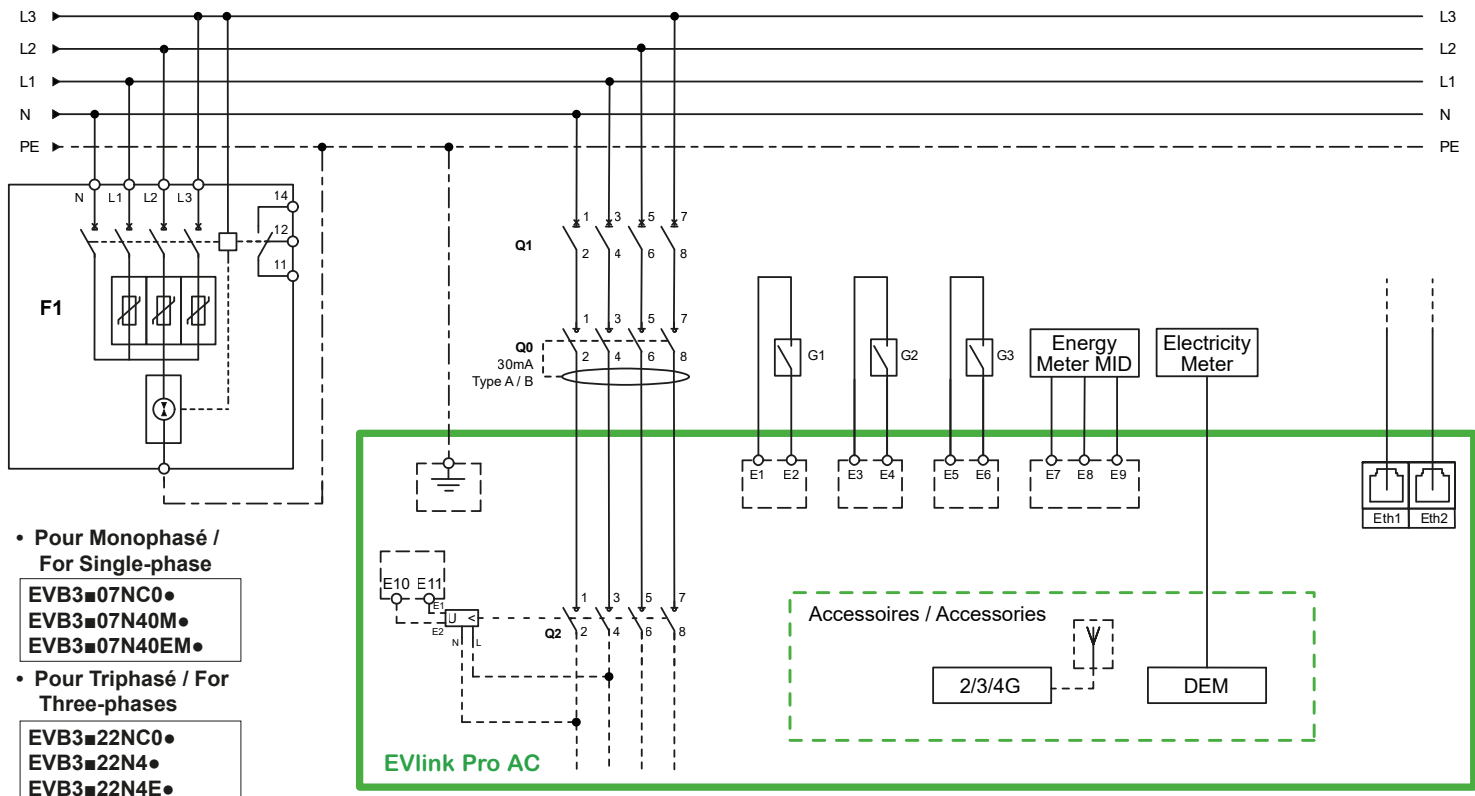 L3 L3
L2 L2
L1 L1
N N
PE PE
N L1 L2 L3 14
12
11
F1
Q1 1 3 5 7
2 4 6 8
Q0 1 3 5 7
30mA 2 4 6 8
Type A / B
G1 G2 G3
Energy
Meter MID
Electricity
Meter
E1 E2 E3 E4 E5 E6 E7 E8 E9
Eth1 Eth2
• Pour Monophasé /
For Single-phase
EVB3■07NC0●
EVB3■07N40M●
EVB3■07N40EM●
• Pour Triphasé / For
Three-phases
EVB3■22NC0●
EVB3■22N4●
EVB3■22N4E●
E10 E11
E1
E2 U <
N L
Q2 1 3 5 7
2 4 6 8
Accessoires / Accessories
2/3/4G
DEM
EVlink Pro AC